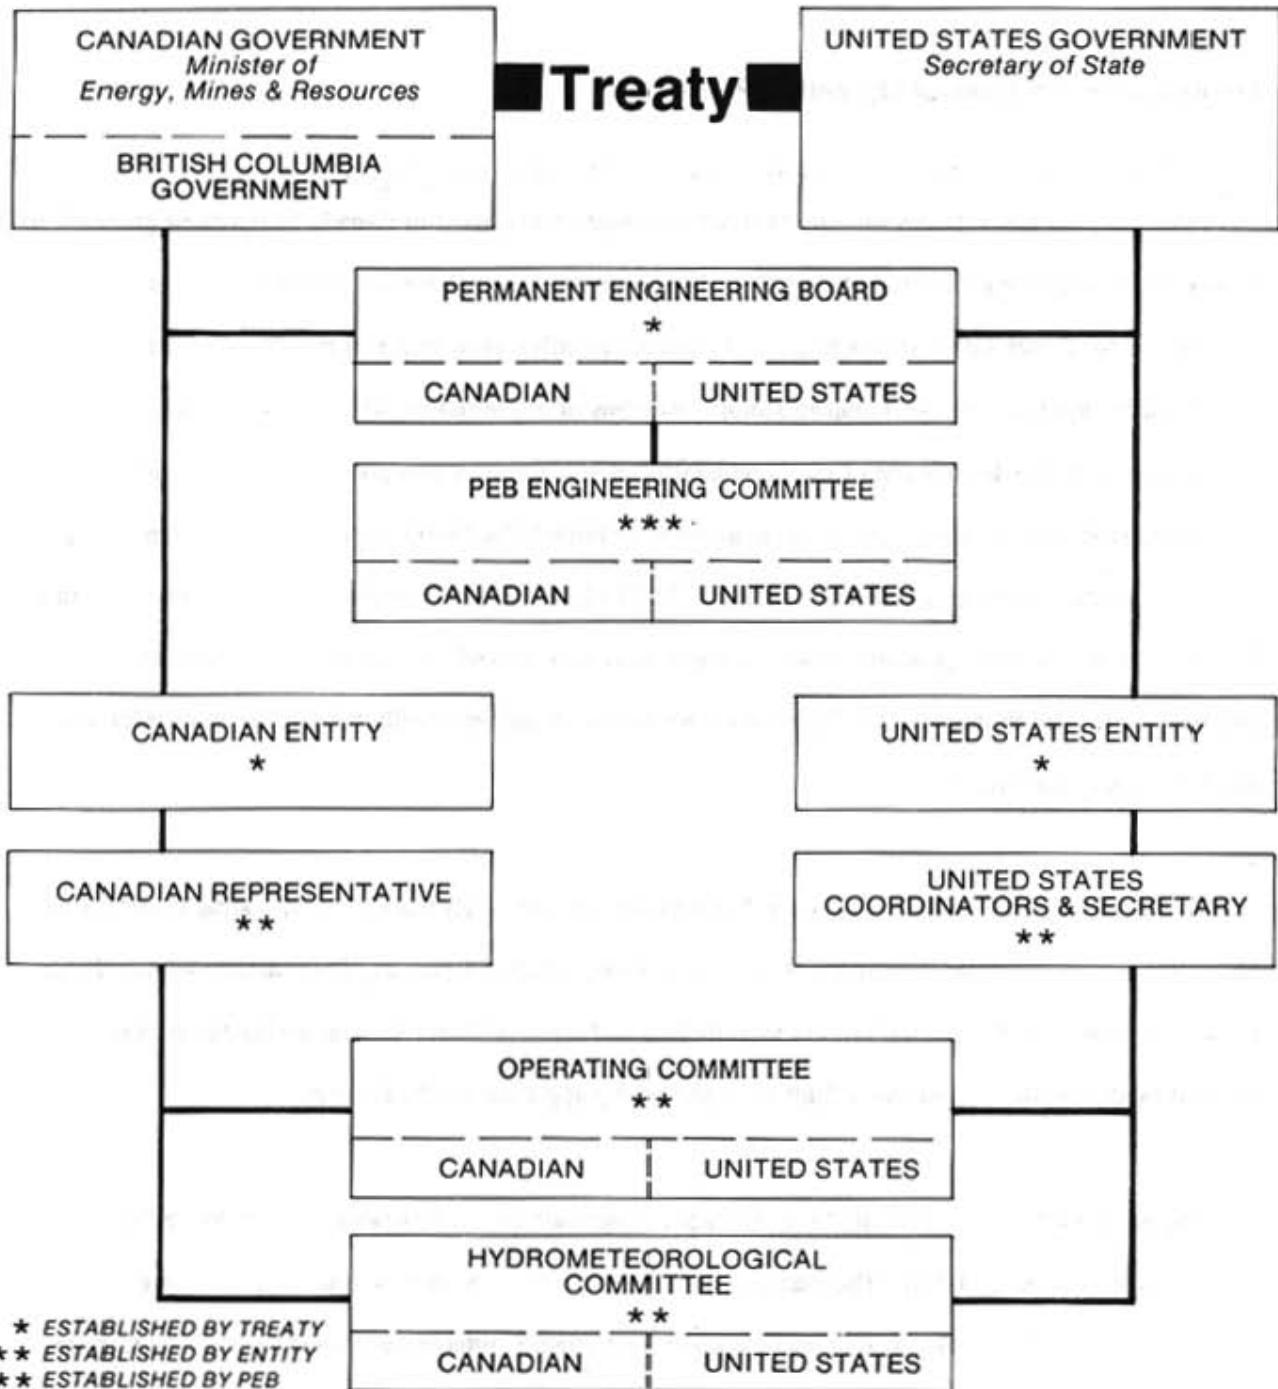 CANADIAN GOVERNMENT
Minister of
Energy, Mines & Resources
BRITISH COLUMBIA
GOVERNMENT
Treaty
UNITED STATES GOVERNMENT
Secretary of State
PERMANENT ENGINEERING BOARD
*
CANADIAN
UNITED STATES
PEB ENGINEERING COMMITTEE
***
CANADIAN
UNITED STATES
CANADIAN ENTITY
*
UNITED STATES ENTITY
*
CANADIAN REPRESENTATIVE
**
UNITED STATES
COORDINATORS & SECRETARY
**
OPERATING COMMITTEE
**
CANADIAN
UNITED STATES
HYDROMETEOROLOGICAL
COMMITTEE
**
CANADIAN
UNITED STATES
* ESTABLISHED BY TREATY
** ESTABLISHED BY ENTITY
** ESTABLISHED BY PEB